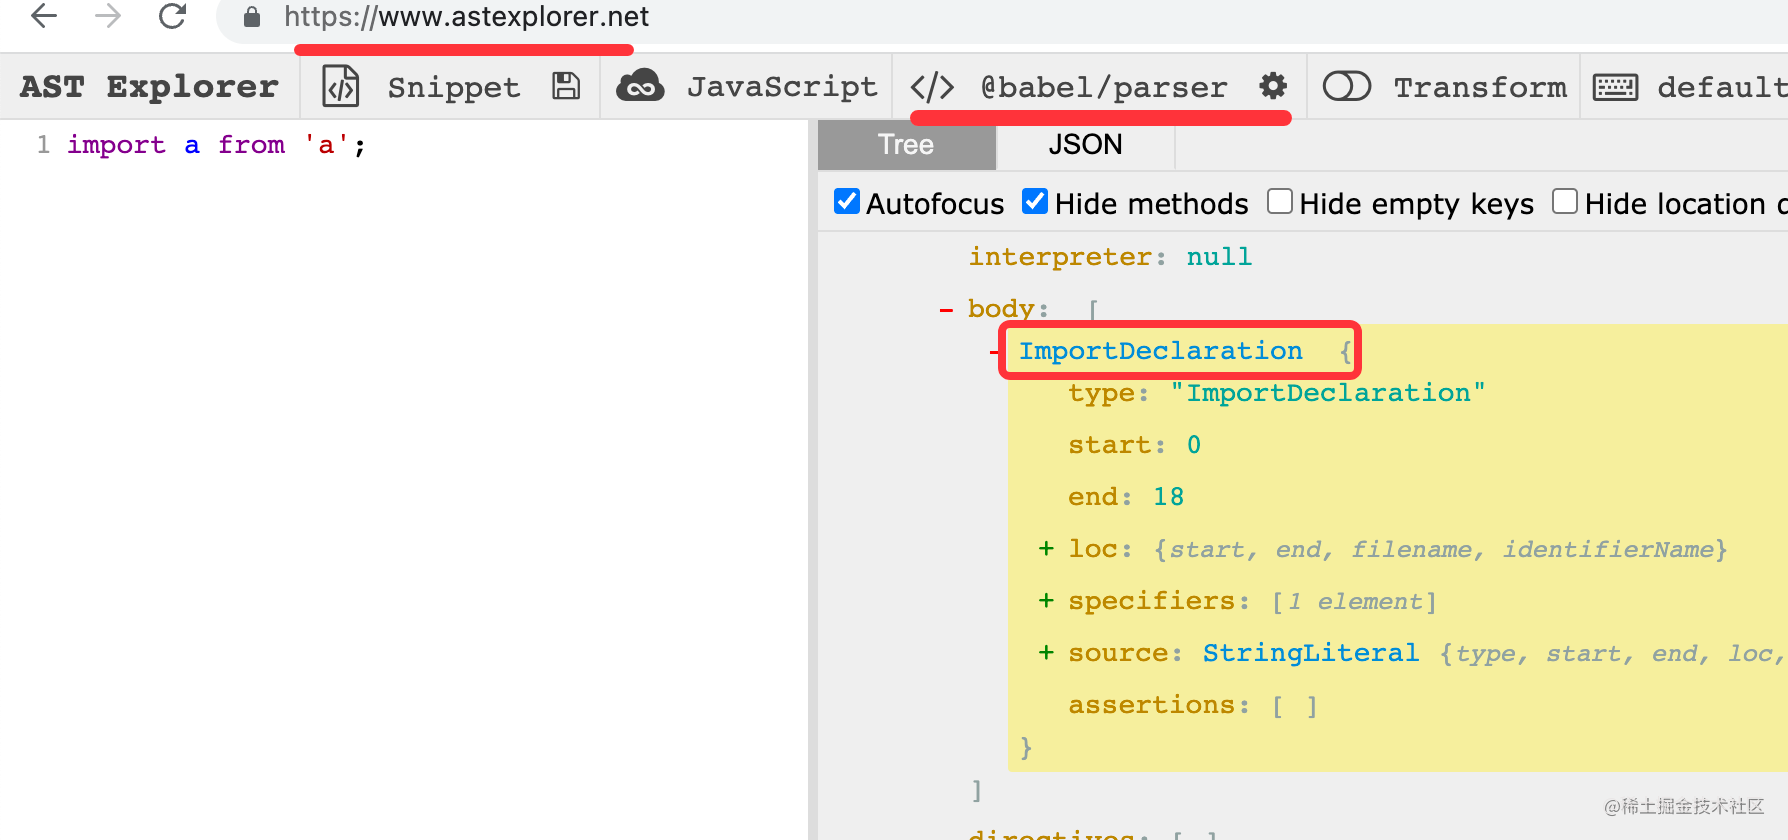 https://www.astexplorer.net
AST Explorer Snippet JavaScript </> @babel/parser Transform default
1 import a from 'a';
Tree JSON
Autofocus Hide methods Hide empty keys Hide location
interpreter: null
- body: [
- ImportDeclaration {
type: "ImportDeclaration"
start: 0
end: 18
+ loc: {start, end, filename, identifierName}
+ specifiers: [1 element]
+ source: StringLiteral {type, start, end, loc,
assertions: [ ]
}
]
directives: [ ]
@稀土掘金技术社区